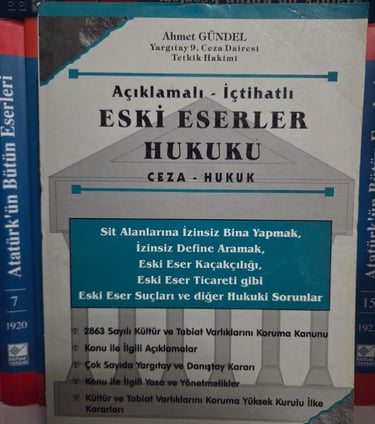 Ahmet GÜNDEL
Yargıtay 9. Ceza Dairesi
Tetkik Hakimi
Açıklamalı - İçtihatlı
ESKİ ESERLER
HUKUKU
CEZA - HUKUK
Sit Alanlarına İzinsiz Bina Yapmak,
İzinsiz Define Aramak,
Eski Eser Kaçakçılığı,
Eski Eser Ticareti gibi
Eski Eser Suçları ve diğer Hukuki Sorunlar
2863 Sayılı Kültür ve Tabiat Varlıklarını Koruma Kanunu
Konu ile İlgili Açıklamalar
Çok Sayıda Yargıtay ve Danıştay Kararı
Konu ile İlgili Yasa ve Yönetmelikler
Kültür ve Tabiat Varlıklarını Koruma Yüksek Kurulu İlke
Kararları
Atatürk'ün Bütün Eserleri
7
1920
Atatürk'ün Bütün
15